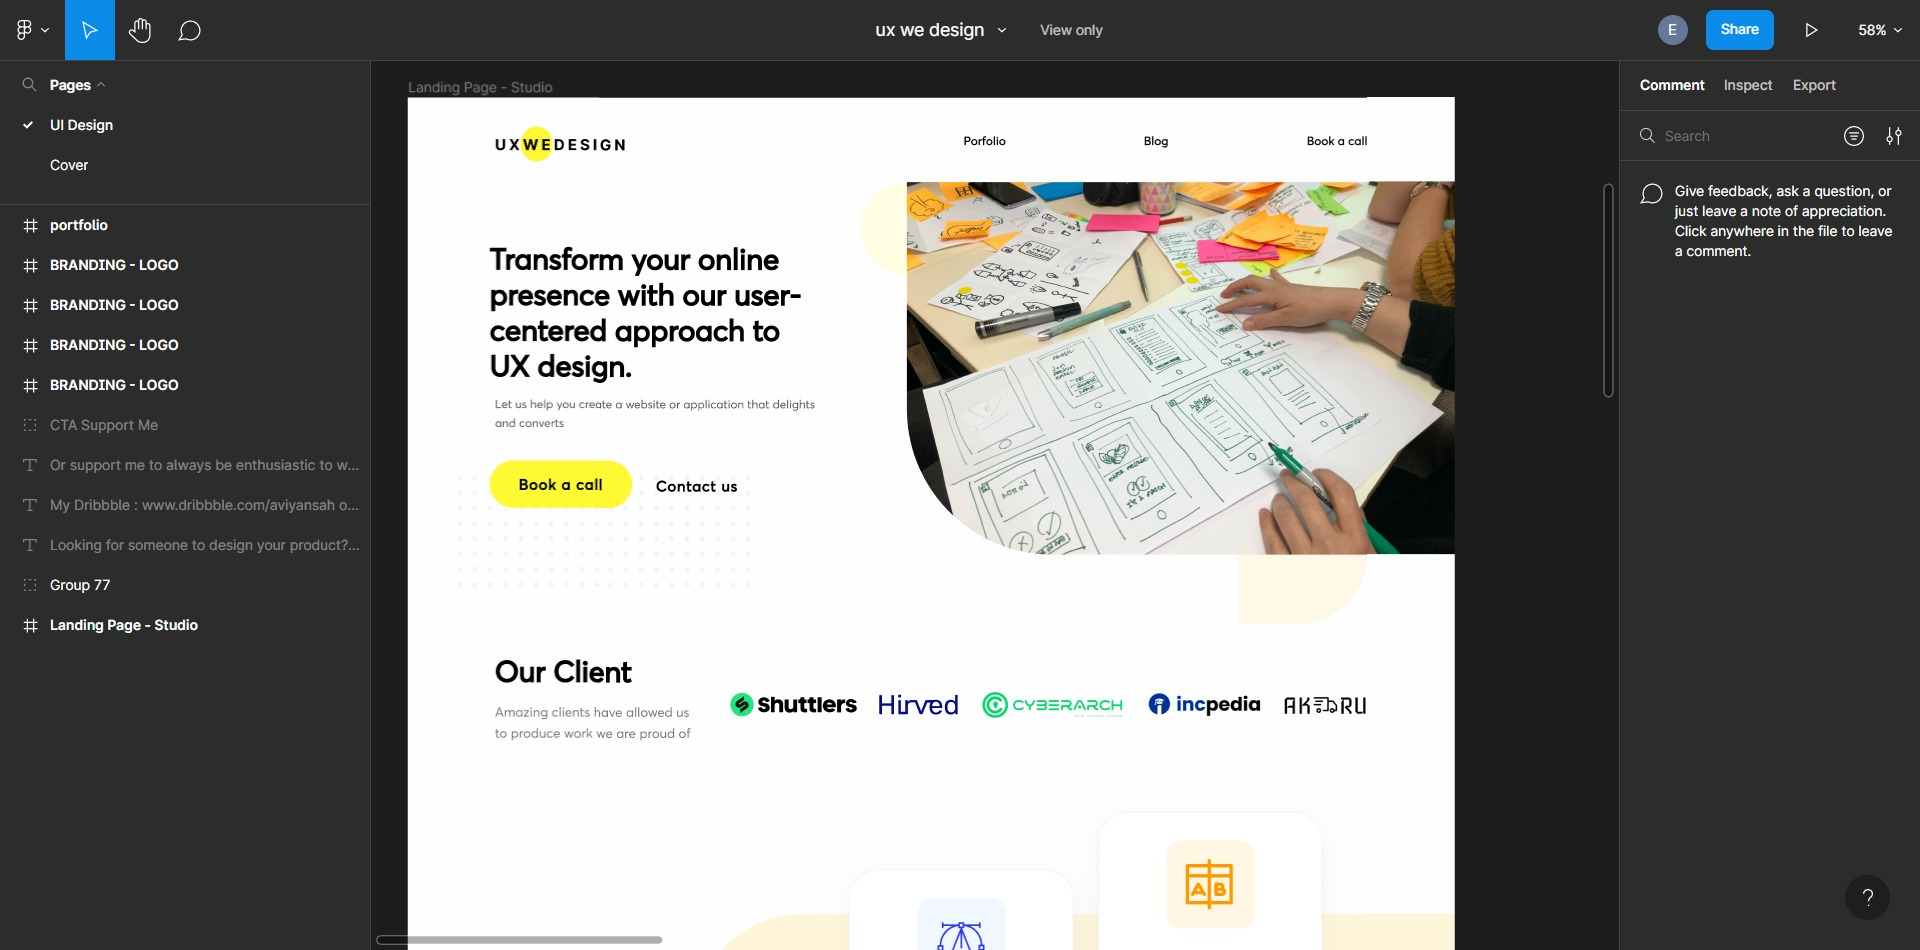 ux we design
View only
E
Share
58%
Pages
UI Design
Cover
portfolio
BRANDING - LOGO
BRANDING - LOGO
BRANDING - LOGO
BRANDING - LOGO
CTA Support Me
Or support me to always be enthusiastic to w...
My Dribbble : www.dribbble.com/aviyansah o...
Looking for someone to design your product?...
Group 77
Landing Page - Studio
Landing Page - Studio
UXWEDESIGN
Porfolio
Blog
Book a call
Transform your online
presence with our user-
centered approach to
UX design.
Let us help you create a website or application that delights
and converts
Book a call
Contact us
Our Client
Amazing clients have allowed us
to produce work we are proud of
Shuttlers
Hirved
CYBERARCH
incpedia
AKORU
AB
Comment
Inspect
Export
Search
Give feedback, ask a question, or
just leave a note of appreciation.
Click anywhere in the file to leave
a comment.
?